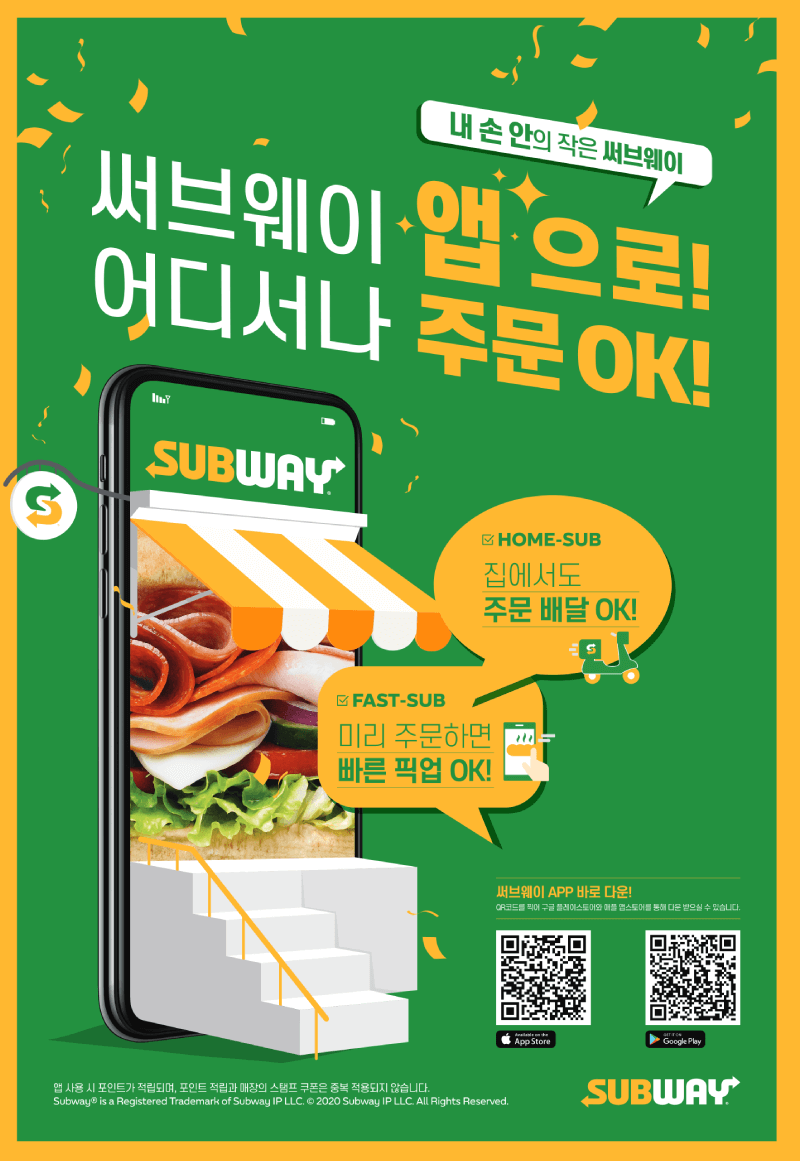 내 손 안의 작은 써브웨이
써브웨이 앱으로!
어디서나 주문 OK!
SUBWAY®
HOME-SUB
집에서도
주문 배달 OK!
FAST-SUB
미리 주문하면
빠른 픽업 OK!
써브웨이 APP 바로 다운!
QR코드를 찍어 구글 플레이스토어와 애플 앱스토어를 통해 다운 받으실 수 있습니다.
Available on the
App Store
GET IT ON
Google Play
앱 사용 시 포인트가 적립되며, 포인트 적립과 매장의 스탬프 쿠폰은 중복 적용되지 않습니다.
Subway® is a Registered Trademark of Subway IP LLC. © 2020 Subway IP LLC. All Rights Reserved.
SUBWAY®